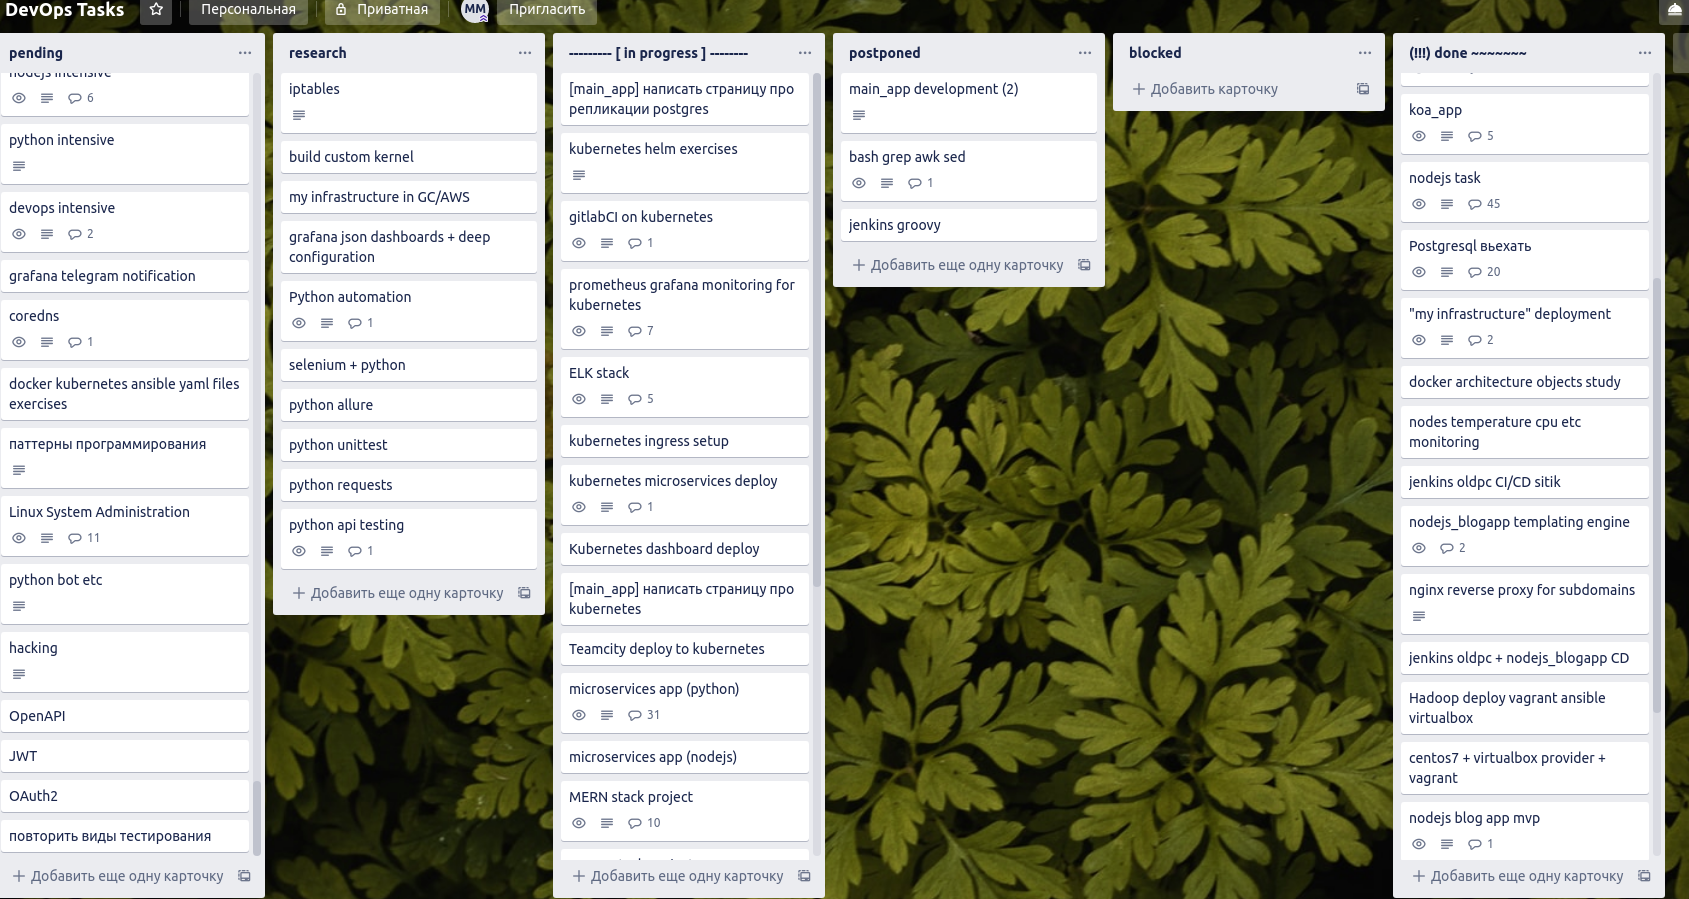 DevOps Tasks
Персональная
Приватная
MM
Пригласить
pending
nodejs intensive
6
python intensive
devops intensive
2
grafana telegram notification
coredns
1
docker kubernetes ansible yaml files
exercises
паттерны программирования
Linux System Administration
11
python bot etc
hacking
OpenAPI
JWT
OAuth2
повторить виды тестирования
+ Добавить еще одну карточку
research
iptables
build custom kernel
my infrastructure in GC/AWS
grafana json dashboards + deep
configuration
Python automation
1
selenium + python
python allure
python unittest
python requests
python api testing
1
+ Добавить еще одну карточку
--------- [ in progress ] --------
[main_app] написать страницу про
репликации postgres
kubernetes helm exercises
gitlabCI on kubernetes
1
prometheus grafana monitoring for
kubernetes
7
ELK stack
5
kubernetes ingress setup
kubernetes microservices deploy
1
Kubernetes dashboard deploy
[main_app] написать страницу про
kubernetes
Teamcity deploy to kubernetes
microservices app (python)
31
microservices app (nodejs)
MERN stack project
10
+ Добавить еще одну карточку
postponed
main_app development (2)
bash grep awk sed
1
jenkins groovy
+ Добавить еще одну карточку
blocked
+ Добавить карточку
(!!!) done ~~~~~~~
koa_app
5
nodejs task
45
Postgresql вьехать
20
"my infrastructure" deployment
2
docker architecture objects study
nodes temperature cpu etc
monitoring
jenkins oldpc CI/CD sitik
nodejs_blogapp templating engine
2
nginx reverse proxy for subdomains
jenkins oldpc + nodejs_blogapp CD
Hadoop deploy vagrant ansible
virtualbox
centos7 + virtualbox provider +
vagrant
nodejs blog app mvp
1
+ Добавить еще одну карточку